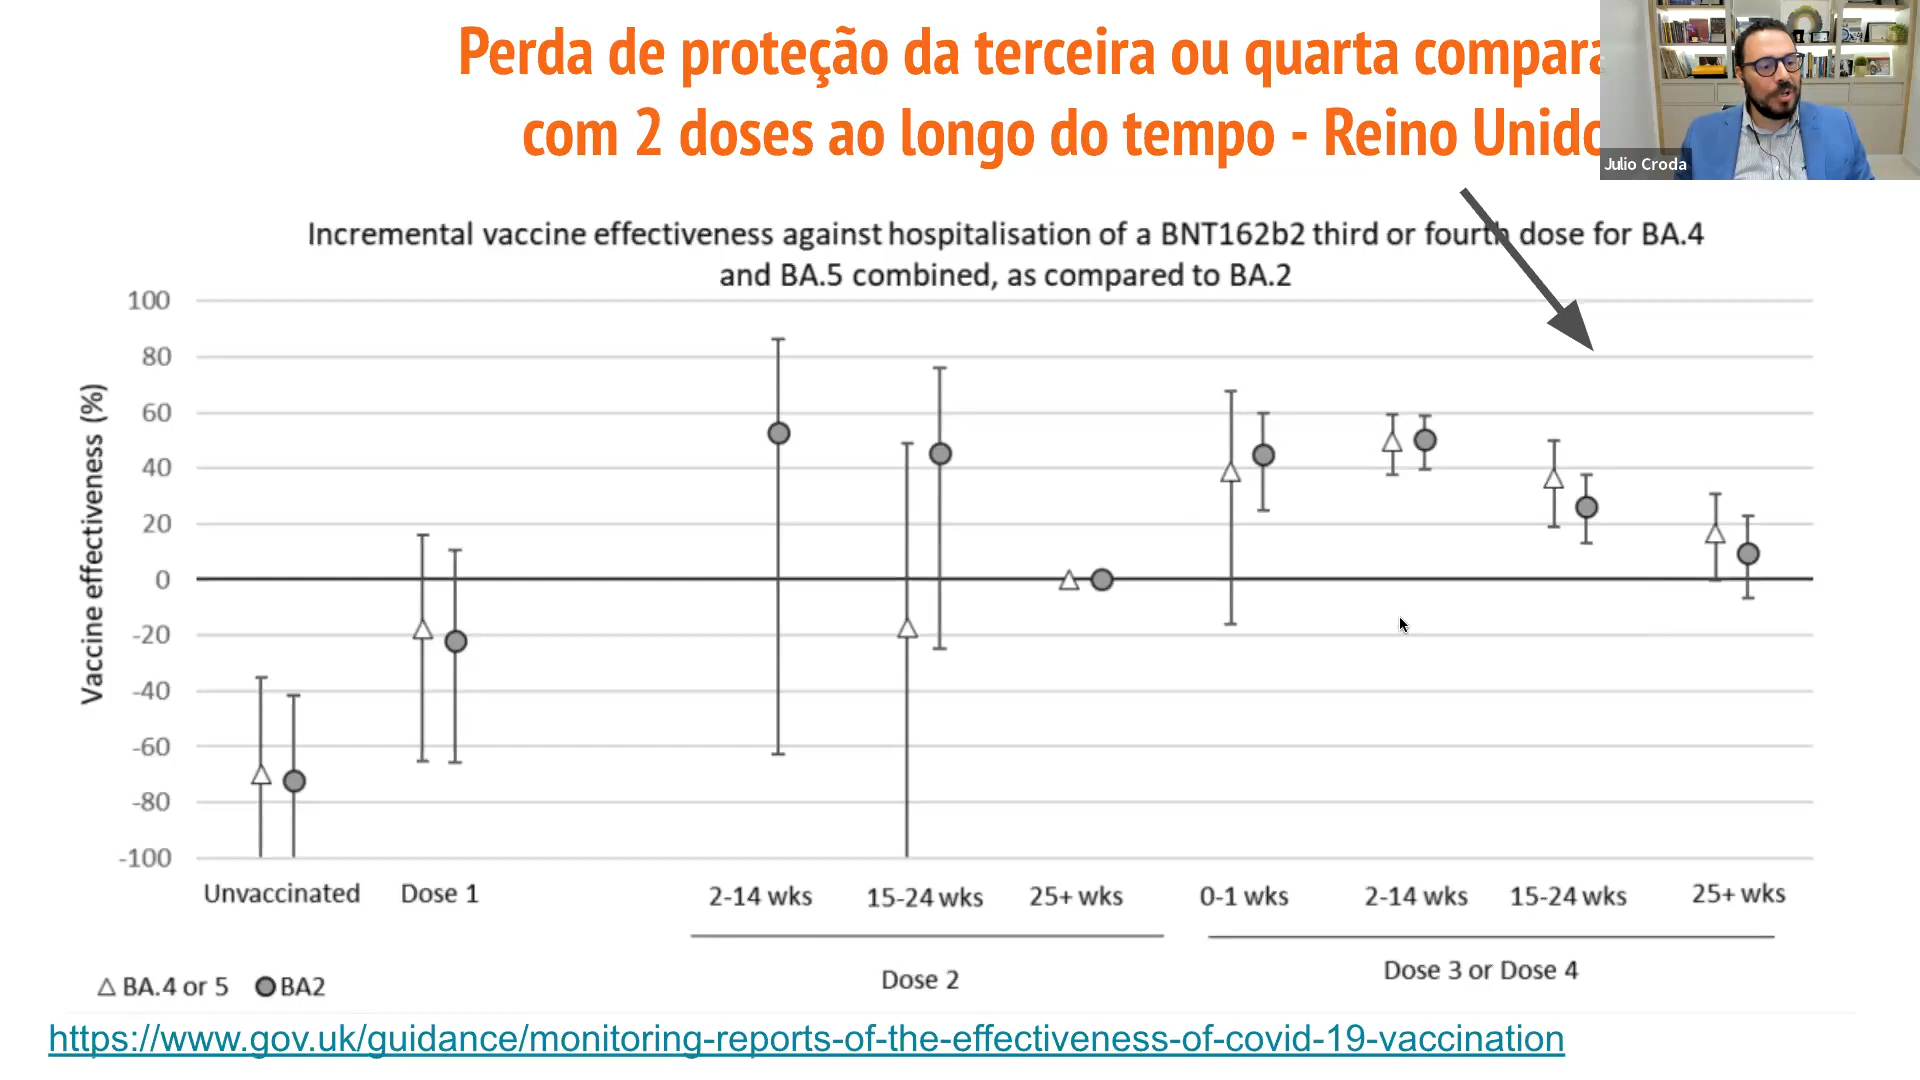 Perda de proteção da terceira ou quarta compara
com 2 doses ao longo do tempo - Reino Unido
Julio Croda
Incremental vaccine effectiveness against hospitalisation of a BNT162b2 third or fourth dose for BA.4
and BA.5 combined, as compared to BA.2
Vaccine effectiveness (%)
100
80
60
40
20
0
-20
-40
-60
-80
-100
Unvaccinated Dose 1 2-14 wks 15-24 wks 25+ wks 0-1 wks 2-14 wks 15-24 wks 25+ wks
Dose 2 Dose 3 or Dose 4
BA.4 or 5 BA2
https://www.gov.uk/guidance/monitoring-reports-of-the-effectiveness-of-covid-19-vaccination